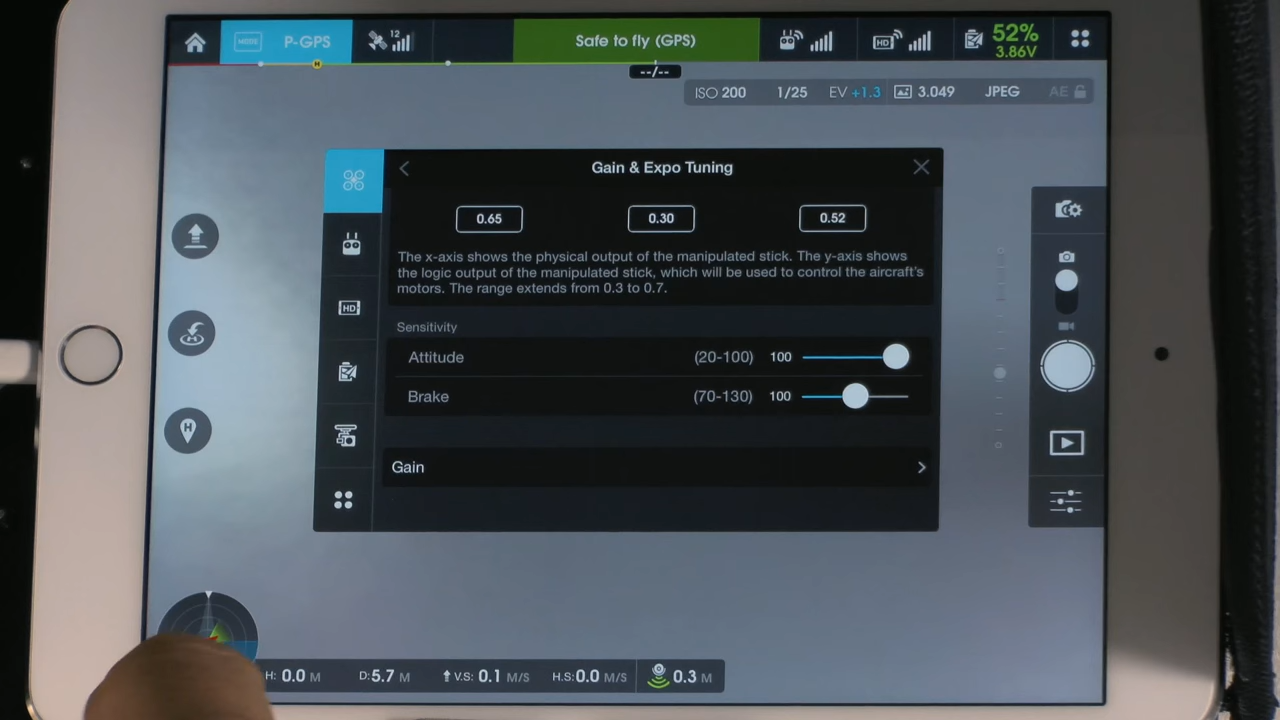 MODE P-GPS 12 Safe to fly (GPS) HD 52%
3.86V
H --/--
ISO 200 1/25 EV +1.3 3.049 JPEG AE
Gain & Expo Tuning
0.65 0.30 0.52
The x-axis shows the physical output of the manipulated stick. The y-axis shows
the logic output of the manipulated stick, which will be used to control the aircraft's
motors. The range extends from 0.3 to 0.7.
HD
Sensitivity
Attitude (20-100) 100
Brake (70-130) 100
H
Gain
H: 0.0 M D:5.7 M V.S: 0.1 M/S H.S:0.0 M/S 0.3 M